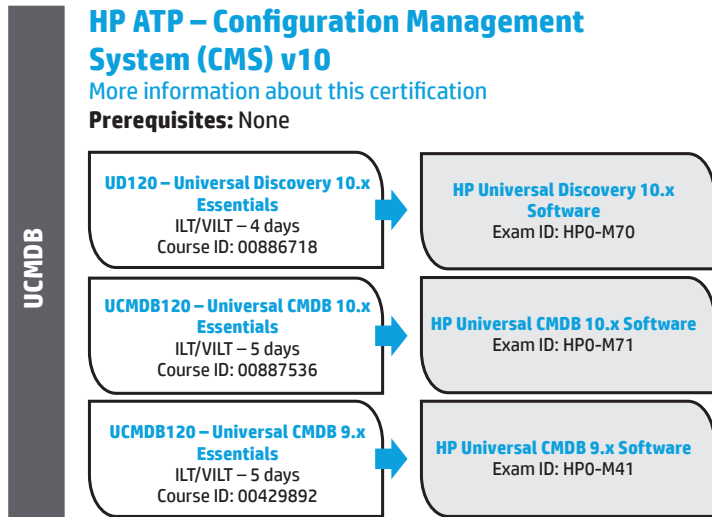 HP ATP – Configuration Management
System (CMS) v10
More information about this certification
Prerequisites: None
UCMDB
UD120 – Universal Discovery 10.x
Essentials
ILT/VILT – 4 days
Course ID: 00886718
HP Universal Discovery 10.x
Software
Exam ID: HP0-M70
UCMDB120 – Universal CMDB 10.x
Essentials
ILT/VILT – 5 days
Course ID: 00887536
HP Universal CMDB 10.x Software
Exam ID: HP0-M71
UCMDB120 – Universal CMDB 9.x
Essentials
ILT/VILT – 5 days
Course ID: 00429892
HP Universal CMDB 9.x Software
Exam ID: HP0-M41